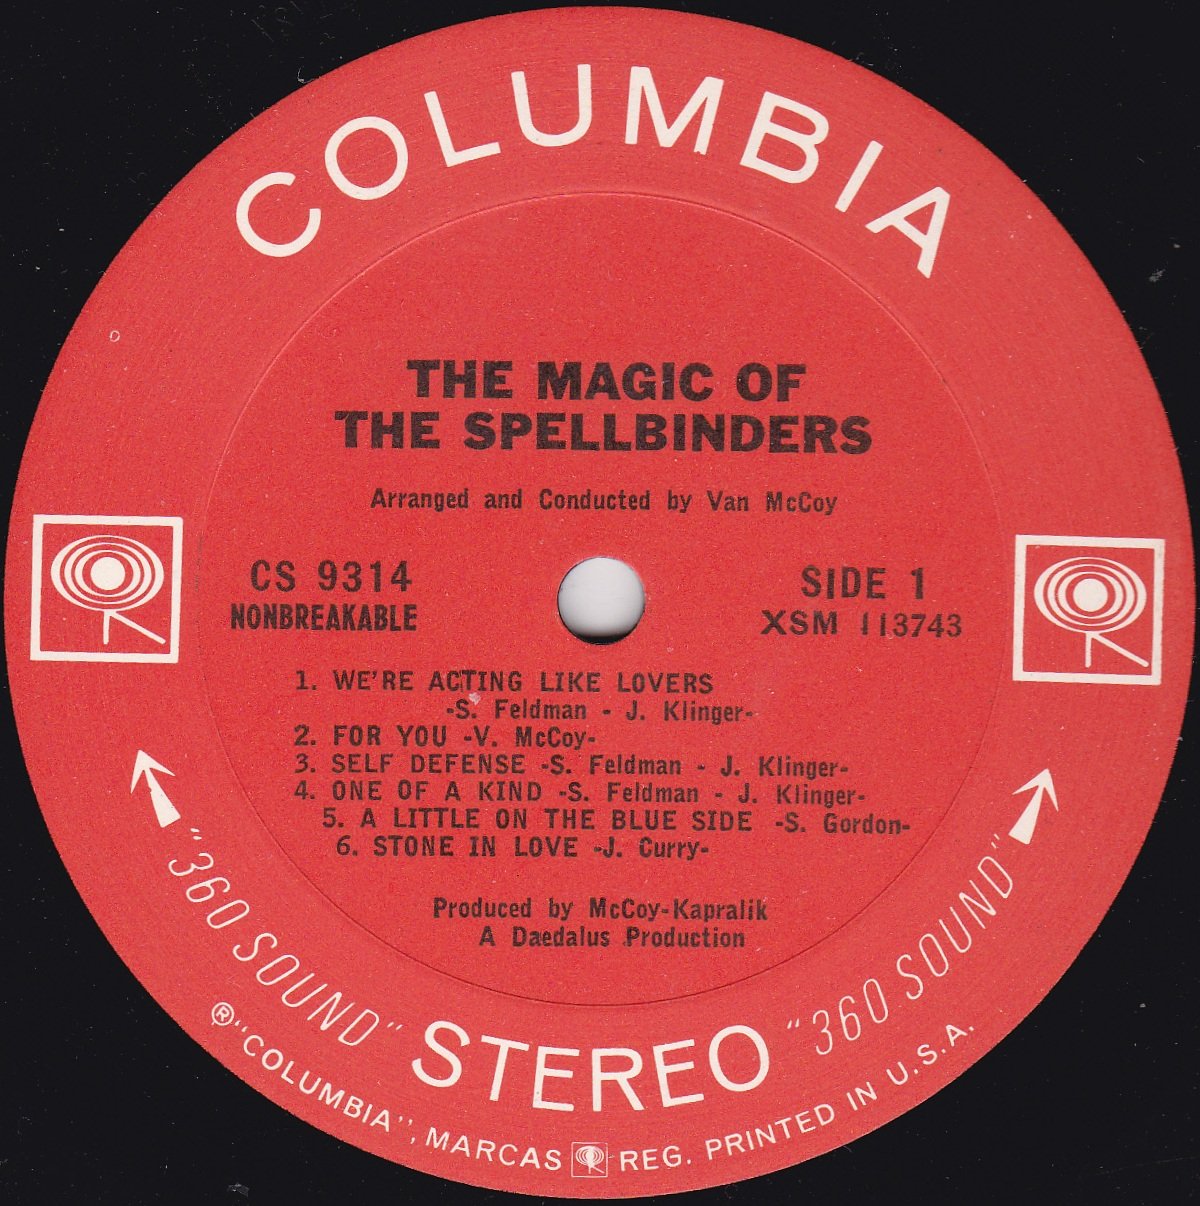 COLUMBIA
THE MAGIC OF
THE SPELLBINDERS
Arranged and Conducted by Van McCoy
CS 9314
NONBREAKABLE
SIDE 1
XSM 113743
1. WE'RE ACTING LIKE LOVERS
-S. Feldman - J. Klinger-
2. FOR YOU -V. McCoy-
3. SELF DEFENSE -S. Feldman - J. Klinger-
4. ONE OF A KIND -S. Feldman - J. Klinger-
5. A LITTLE ON THE BLUE SIDE -S. Gordon-
6. STONE IN LOVE -J. Curry-
Produced by McCoy-Kapralik
A Daedalus Production
"360 SOUND" STEREO "360 SOUND"
®"COLUMBIA", MARCAS REG. PRINTED IN U.S.A.